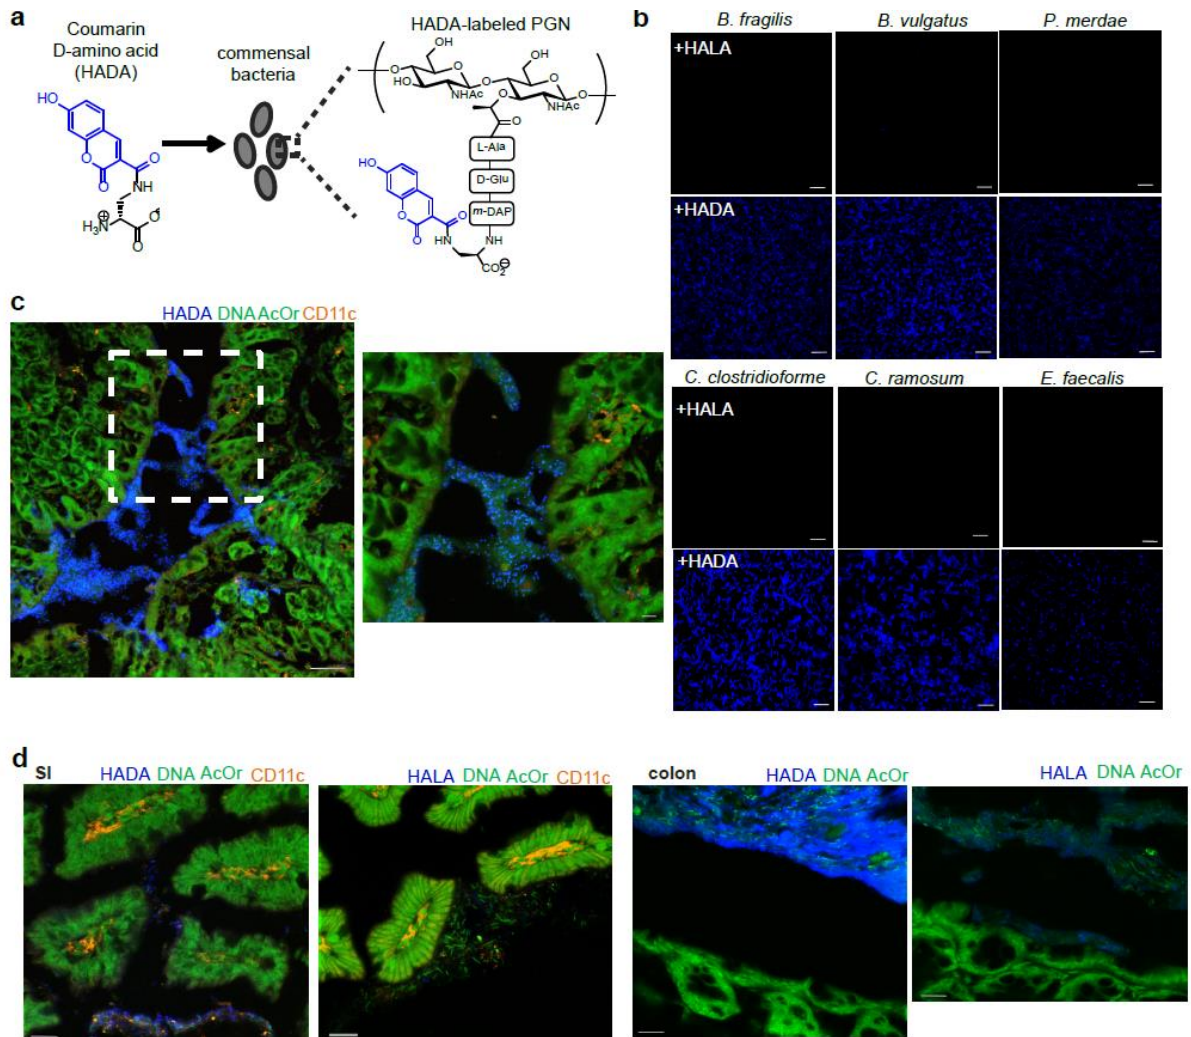 a
Coumarin
D-amino acid
(HADA)
commensal
bacteria
HADA-labeled PGN
HO
O
O
O
NH
H₃N
⊕
O
O
OH
O
HO
NHAc
O
OH
O
O
NHAc
O
O
L-Ala
D-Glu
m-DAP
HO
O
O
O
NH
NH
CO₂
⊖
b
B. fragilis B. vulgatus P. merdae
+HALA
+HADA
C. clostridioforme C. ramosum E. faecalis
+HALA
+HADA
c
HADA DNA AcOr CD11c
d
SI HADA DNA AcOr CD11c
HALA DNA AcOr CD11c
colon HADA DNA AcOr
HALA DNA AcOr